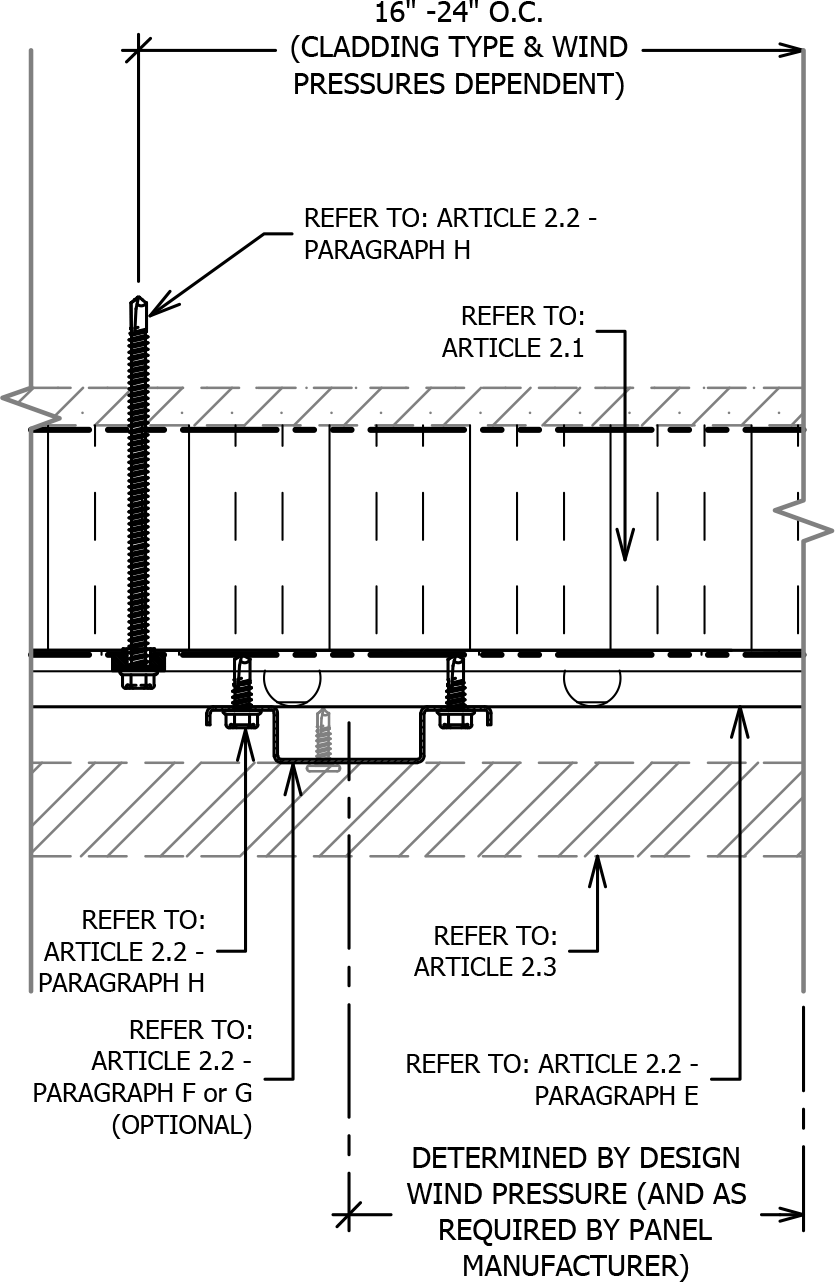 16" -24" O.C.
(CLADDING TYPE & WIND
PRESSURES DEPENDENT)
REFER TO: ARTICLE 2.2 -
PARAGRAPH H
REFER TO:
ARTICLE 2.1
REFER TO:
ARTICLE 2.2 -
PARAGRAPH H
REFER TO:
ARTICLE 2.3
REFER TO:
ARTICLE 2.2 -
PARAGRAPH F or G
(OPTIONAL)
REFER TO: ARTICLE 2.2 -
PARAGRAPH E
DETERMINED BY DESIGN
WIND PRESSURE (AND AS
REQUIRED BY PANEL
MANUFACTURER)